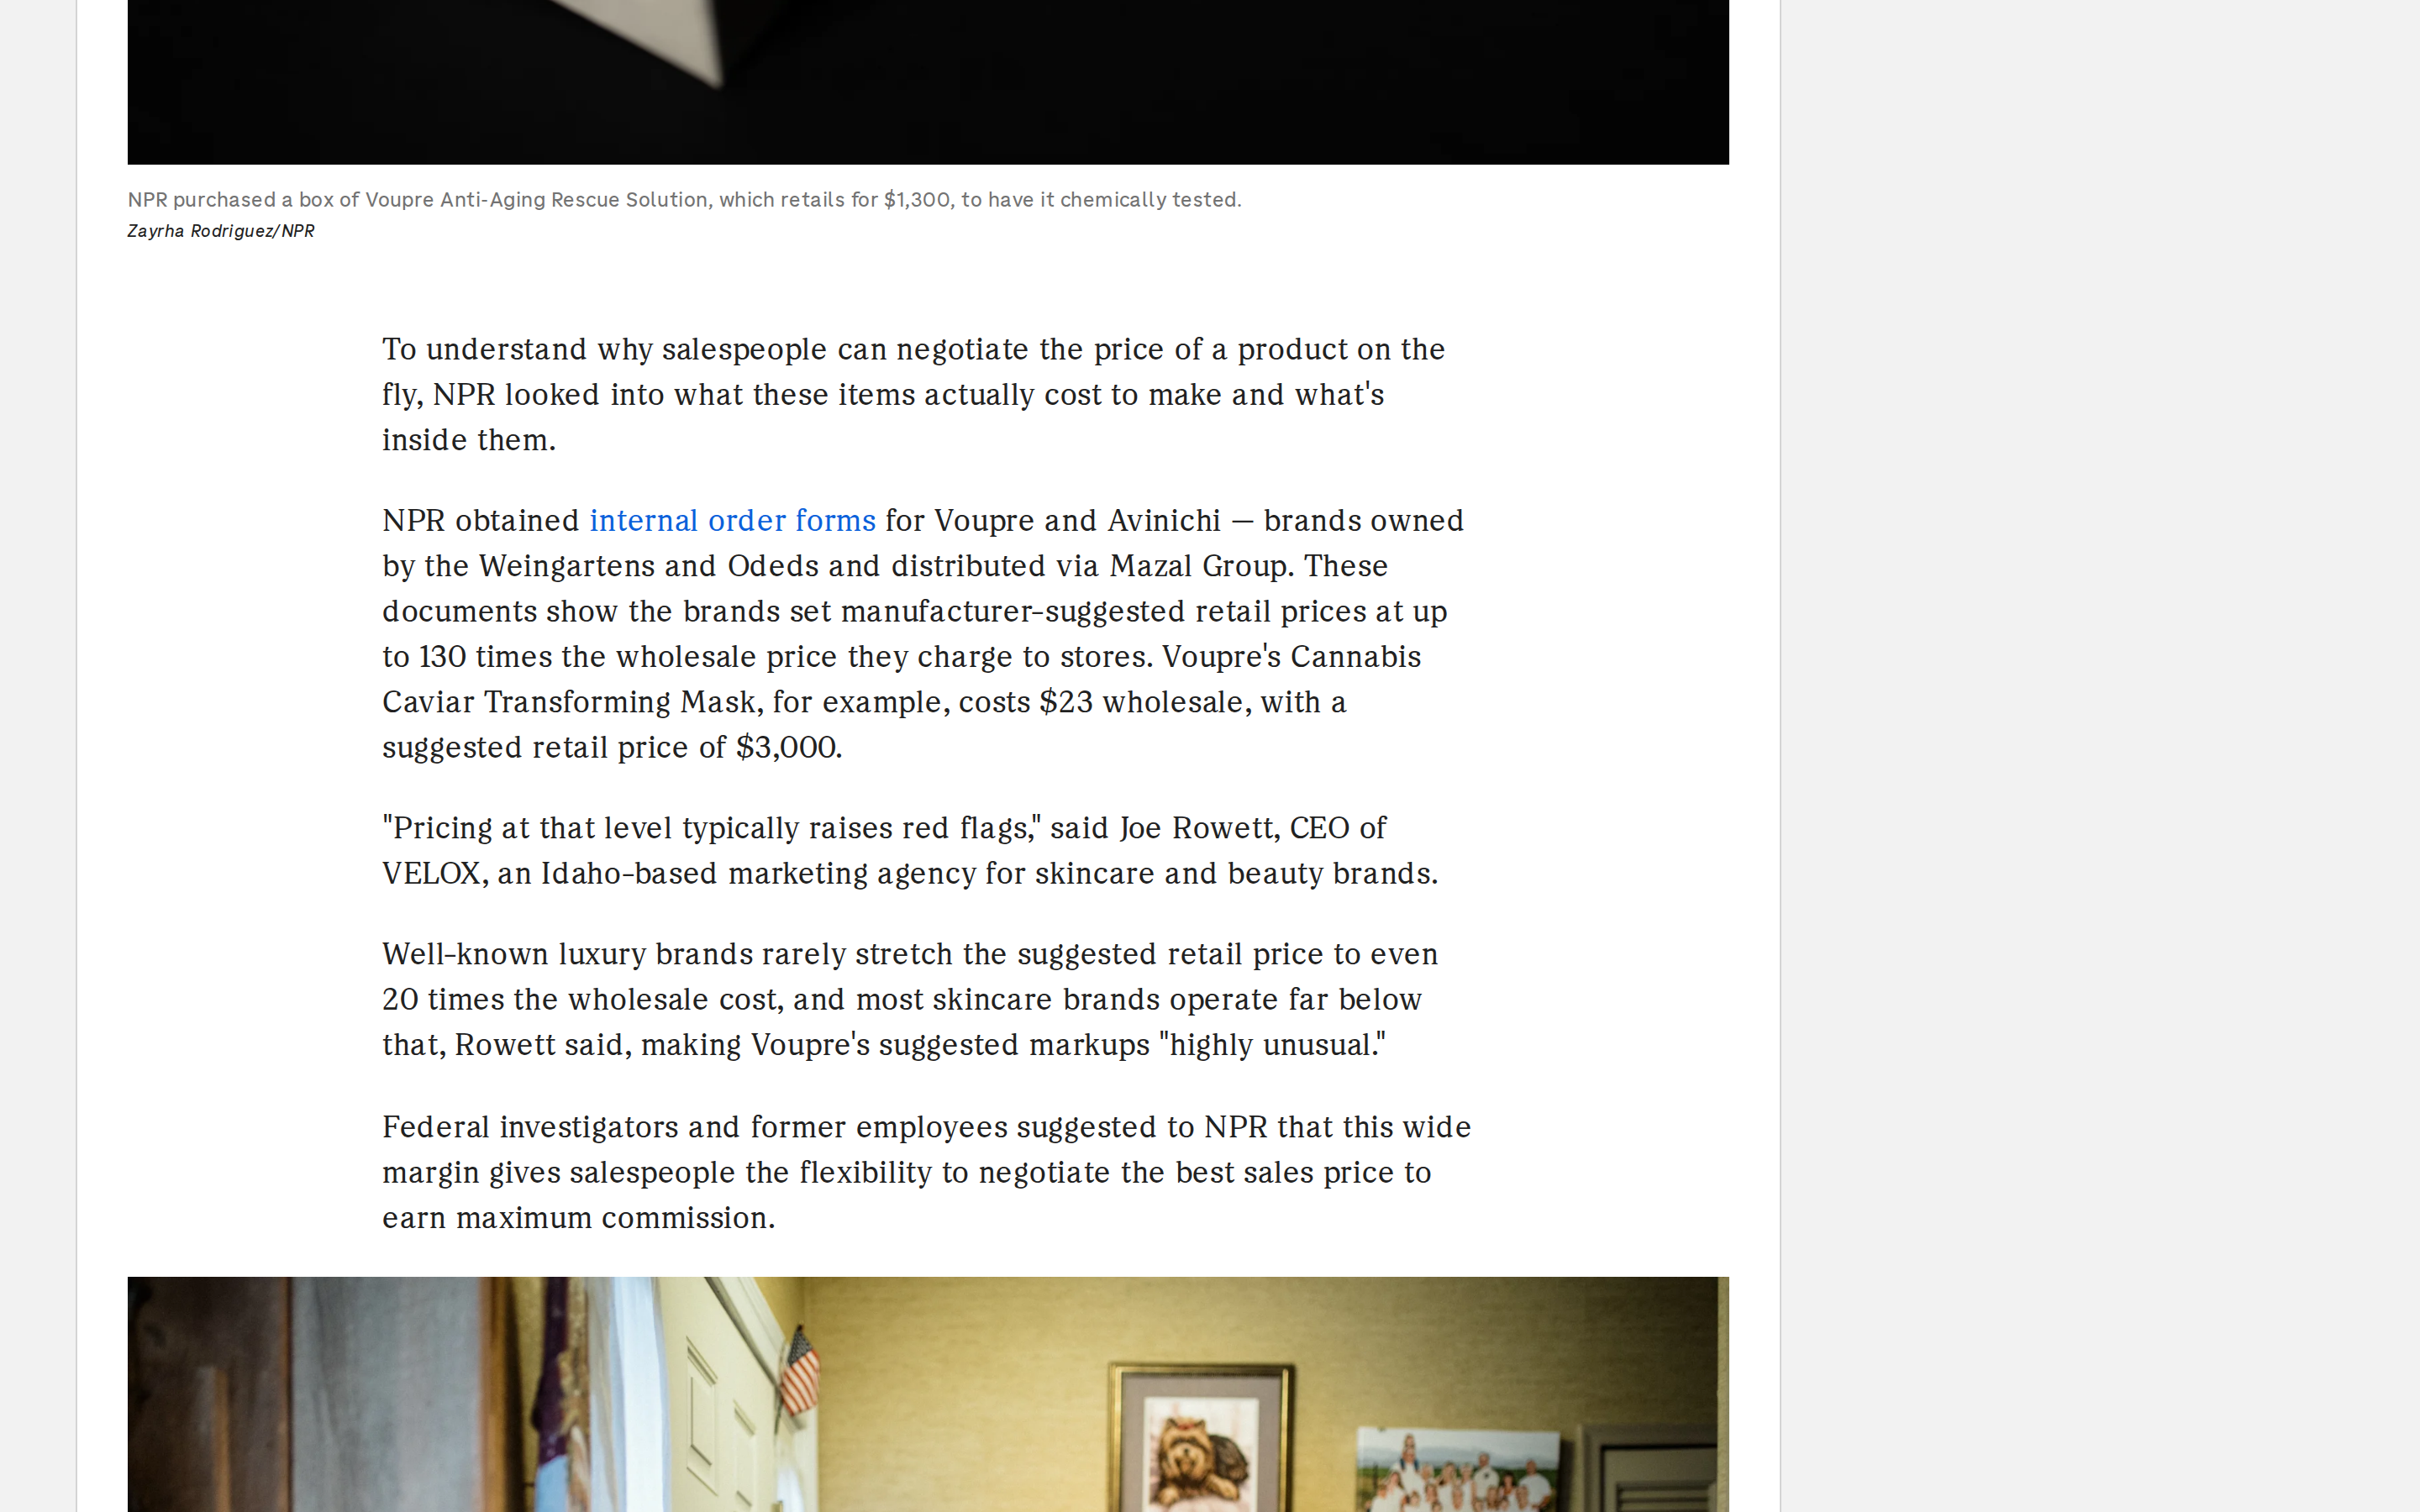 NPR purchased a box of Voupre Anti-Aging Rescue Solution, which retails for $1,300, to have it chemically tested.
Zayrha Rodriguez/NPR
To understand why salespeople can negotiate the price of a product on the
fly, NPR looked into what these items actually cost to make and what's
inside them.
NPR obtained internal order forms for Voupre and Avinichi — brands owned
by the Weingartens and Odeds and distributed via Mazal Group. These
documents show the brands set manufacturer-suggested retail prices at up
to 130 times the wholesale price they charge to stores. Voupre's Cannabis
Caviar Transforming Mask, for example, costs $23 wholesale, with a
suggested retail price of $3,000.
"Pricing at that level typically raises red flags," said Joe Rowett, CEO of
VELOX, an Idaho-based marketing agency for skincare and beauty brands.
Well-known luxury brands rarely stretch the suggested retail price to even
20 times the wholesale cost, and most skincare brands operate far below
that, Rowett said, making Voupre's suggested markups "highly unusual."
Federal investigators and former employees suggested to NPR that this wide
margin gives salespeople the flexibility to negotiate the best sales price to
earn maximum commission.